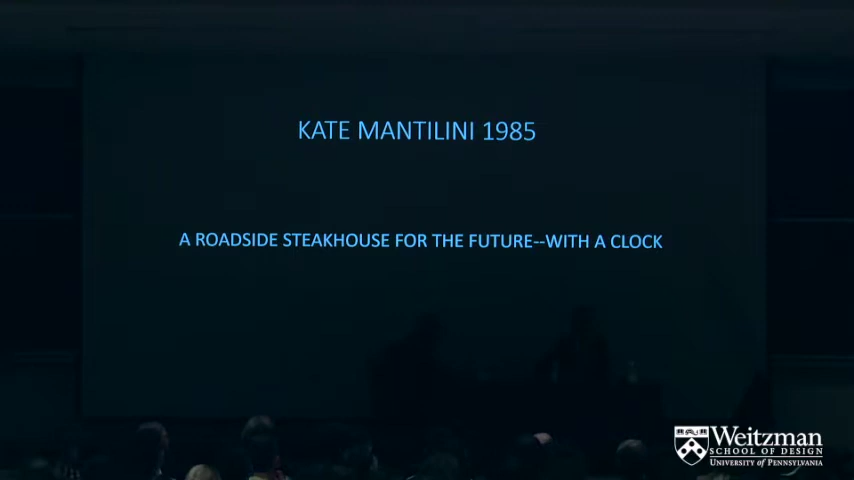 KATE MANTILINI 1985
A ROADSIDE STEAKHOUSE FOR THE FUTURE--WITH A CLOCK
Weitzman
SCHOOL OF DESIGN
UNIVERSITY of PENNSYLVANIA